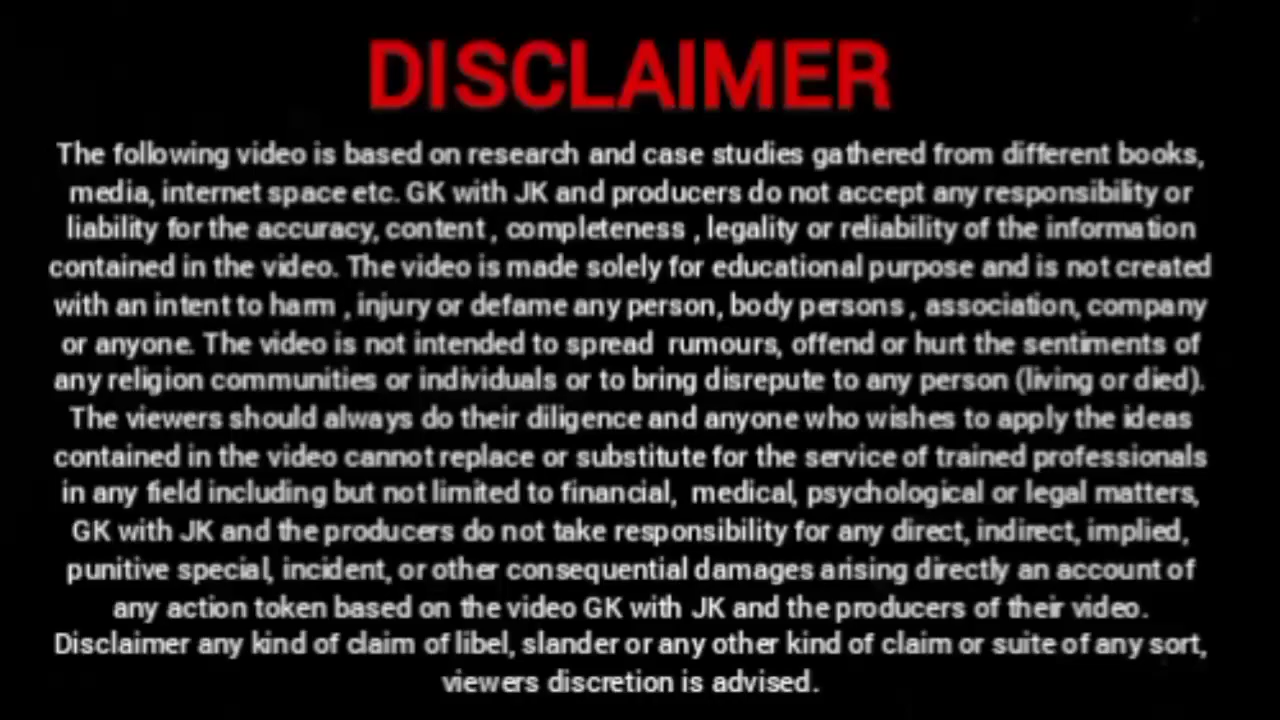 DISCLAIMER
The following video is based on research and case studies gathered from different books,
media, internet space etc. GK with JK and producers do not accept any responsibility or
liability for the accuracy, content , completeness , legality or reliability of the information
contained in the video. The video is made solely for educational purpose and is not created
with an intent to harm , injury or defame any person, body persons , association, company
or anyone. The video is not intended to spread rumours, offend or hurt the sentiments of
any religion communities or individuals or to bring disrepute to any person (living or died).
The viewers should always do their diligence and anyone who wishes to apply the ideas
contained in the video cannot replace or substitute for the service of trained professionals
in any field including but not limited to financial, medical, psychological or legal matters,
GK with JK and the producers do not take responsibility for any direct, indirect, implied,
punitive special, incident, or other consequential damages arising directly an account of
any action token based on the video GK with JK and the producers of their video.
Disclaimer any kind of claim of libel, slander or any other kind of claim or suite of any sort,
viewers discretion is advised.